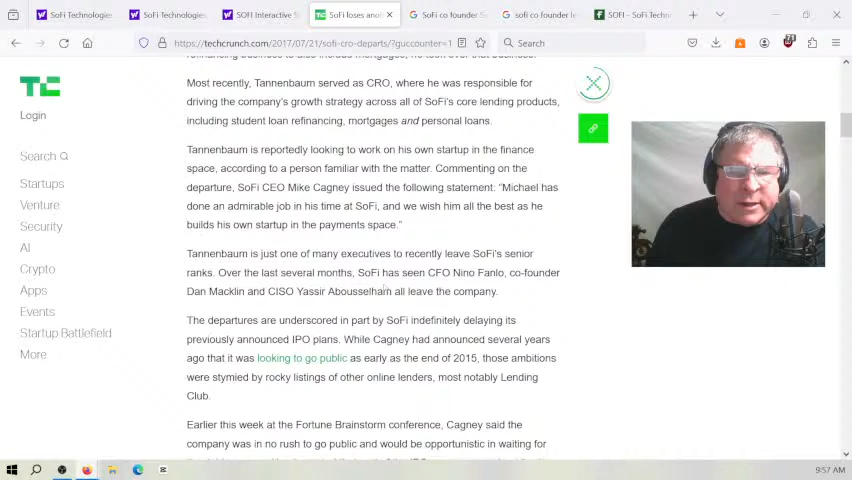 SoFi Technologies
SoFi Technologies
SOFI Interactive S
SoFi loses anot
SoFi co founder S
sofi co founder le
SOFI - SoFi Techn
https://techcrunch.com/2017/07/21/sofi-cro-departs/?guccounter=1
Search
Login
Search
Startups
Venture
Security
AI
Crypto
Apps
Events
Startup Battlefield
More
refinancing business to also include mortgages, he took over that business.
Most recently, Tannenbaum served as CRO, where he was responsible for
driving the company's growth strategy across all of SoFi's core lending products,
including student loan refinancing, mortgages and personal loans.
Tannenbaum is reportedly looking to work on his own startup in the finance
space, according to a person familiar with the matter. Commenting on the
departure, SoFi CEO Mike Cagney issued the following statement: “Michael has
done an admirable job in his time at SoFi, and we wish him all the best as he
builds his own startup in the payments space.”
Tannenbaum is just one of many executives to recently leave SoFi's senior
ranks. Over the last several months, SoFi has seen CFO Nino Fanlo, co-founder
Dan Macklin and CISO Yassir Abousselham all leave the company.
The departures are underscored in part by SoFi indefinitely delaying its
previously announced IPO plans. While Cagney had announced several years
ago that it was looking to go public as early as the end of 2015, those ambitions
were stymied by rocky listings of other online lenders, most notably Lending
Club.
Earlier this week at the Fortune Brainstorm conference, Cagney said the
company was in no rush to go public and would be opportunistic in waiting for
9:57 AM